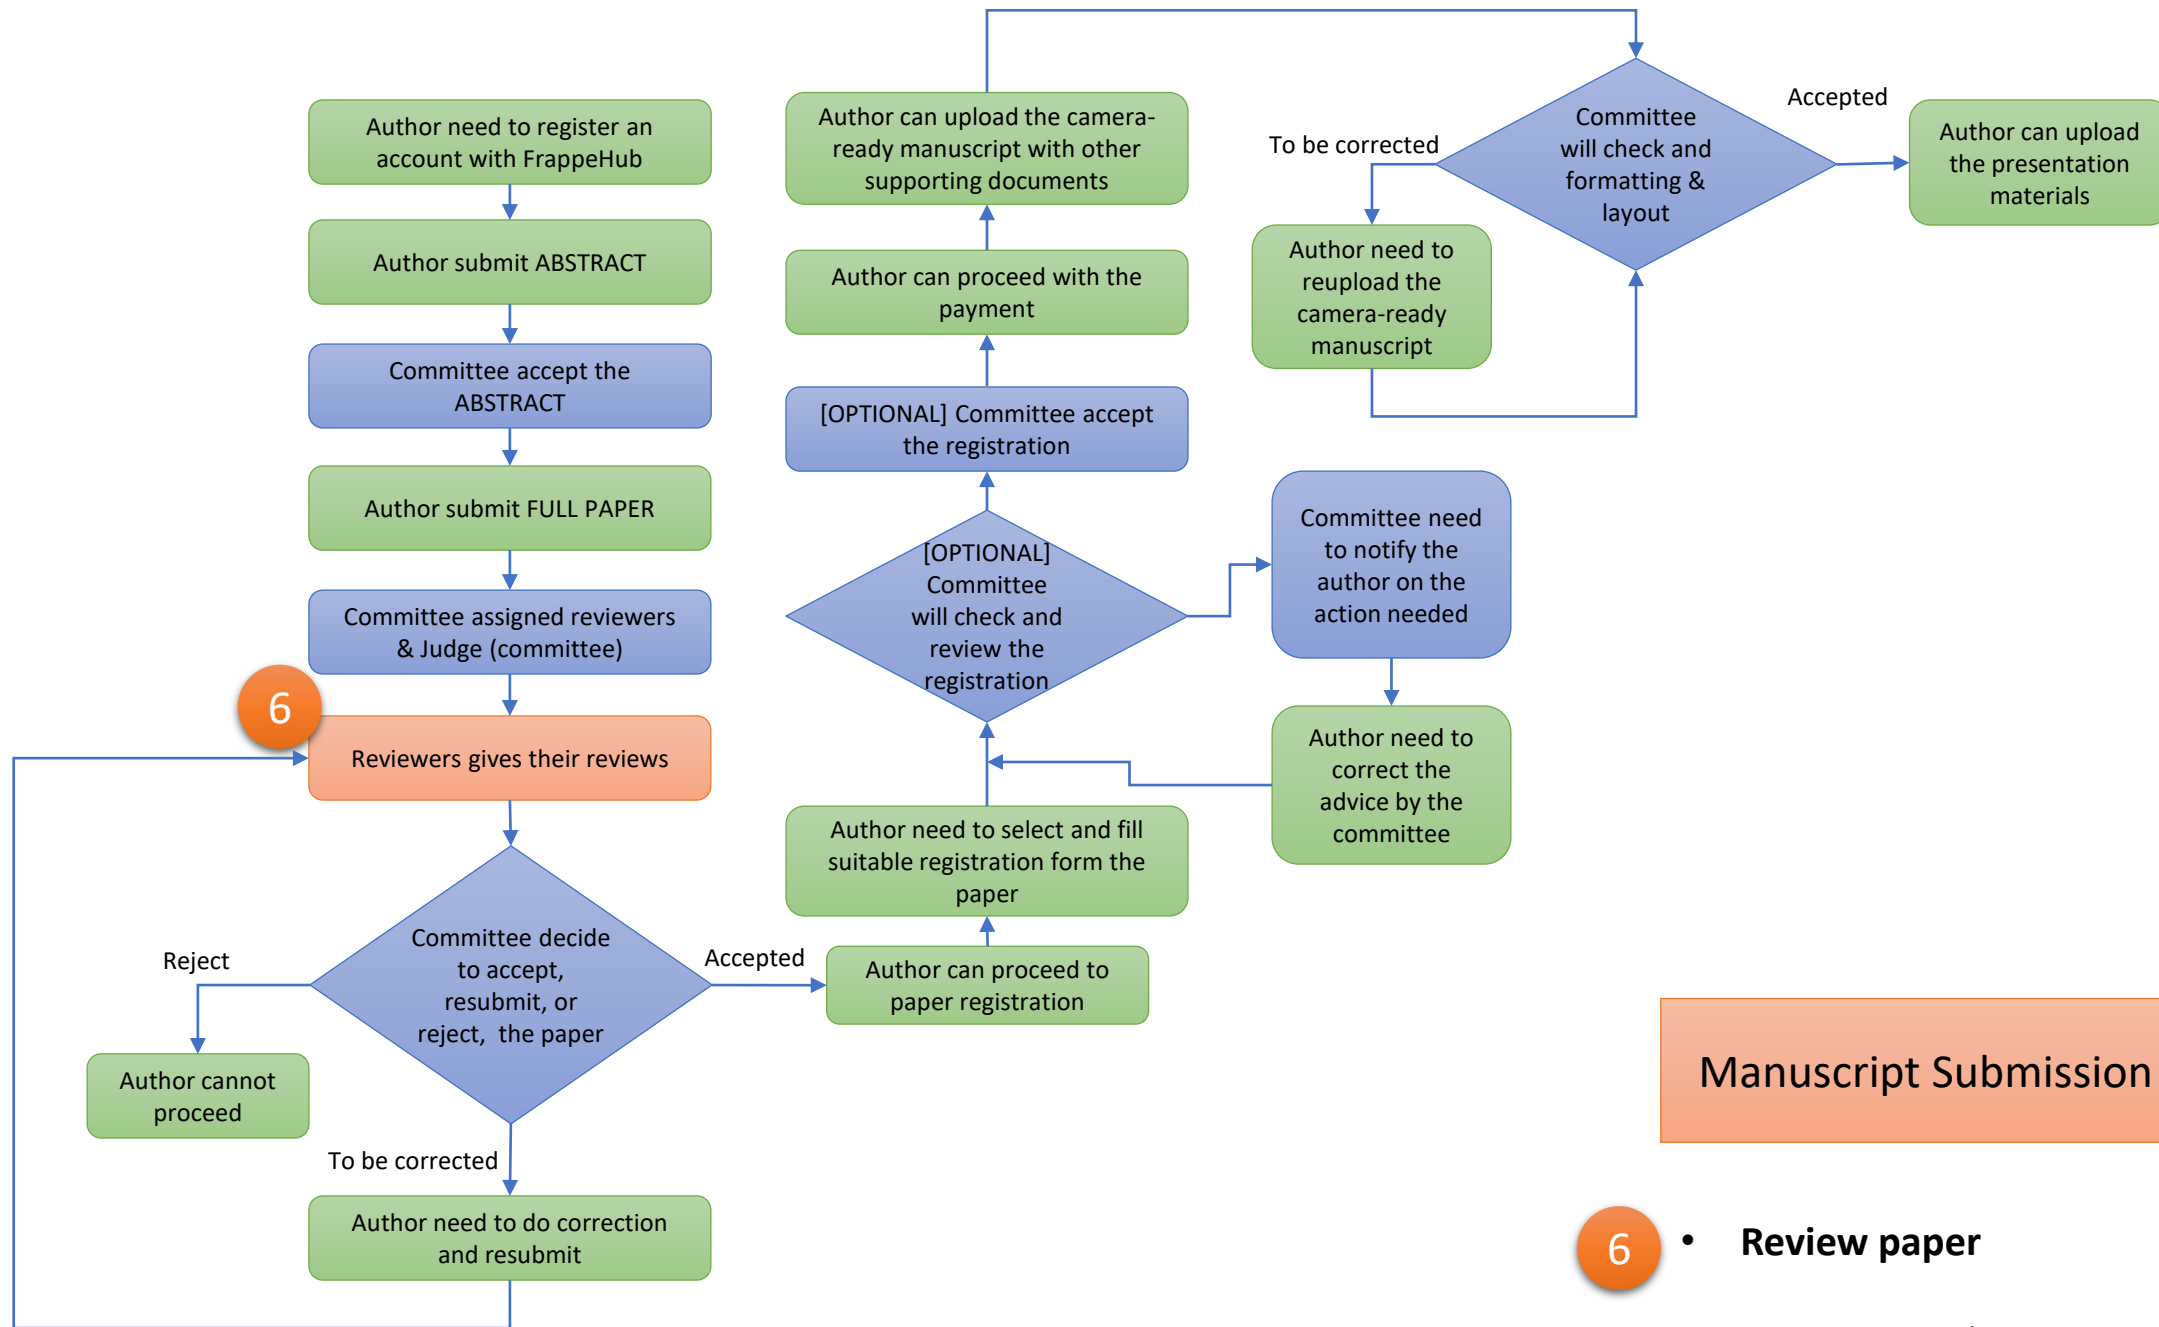 Author need to register an
account with FrappeHub
Author submit ABSTRACT
Committee accept the
ABSTRACT
Author submit FULL PAPER
Committee assigned reviewers
& Judge (committee)
6
Reviewers gives their reviews
Committee decide
to accept,
resubmit, or
reject, the paper
Reject
Author cannot
proceed
To be corrected
Author need to do correction
and resubmit
Accepted
Author can proceed to
paper registration
Author need to select and fill
suitable registration form the
paper
[OPTIONAL]
Committee
will check and
review the
registration
Committee need
to notify the
author on the
action needed
Author need to
correct the
advice by the
committee
[OPTIONAL] Committee accept
the registration
Author can proceed with the
payment
Author can upload the camera-
ready manuscript with other
supporting documents
Committee
will check and
formatting &
layout
To be corrected
Author need to
reupload the
camera-ready
manuscript
Accepted
Author can upload
the presentation
materials
Manuscript Submission
6
• Review paper